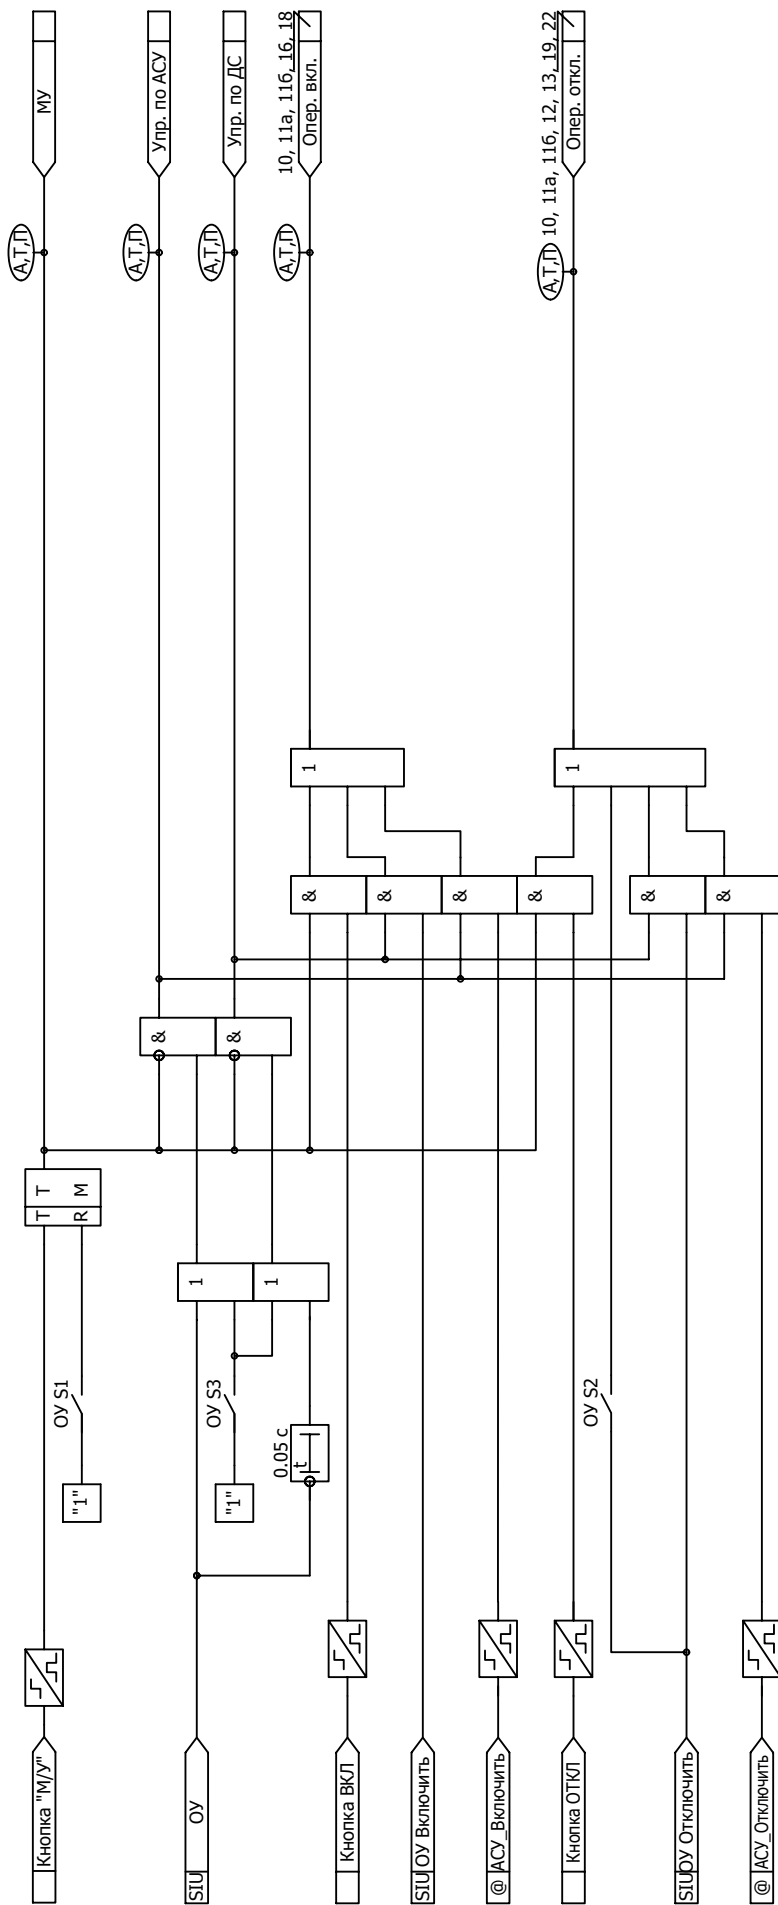 Кнопка "М/У"
"1"
ОУ S1
T T
R M
А,Т,П
МУ
SIU ОУ
"1"
ОУ S3
0.05 с
t
1
1
&
&
А,Т,П
Упр. по АСУ
А,Т,П
Упр. по ДС
Кнопка ВКЛ
SIU ОУ Включить
@ АСУ_Включить
&
&
&
&
1
А,Т,П
10, 11а, 11б, 16, 18
Опер. вкл.
Кнопка ОТКЛ
SIU ОУ Отключить
@ АСУ_Отключить
ОУ S2
&
&
1
А,Т,П
10, 11а, 11б, 12, 13, 19, 22
Опер. откл.